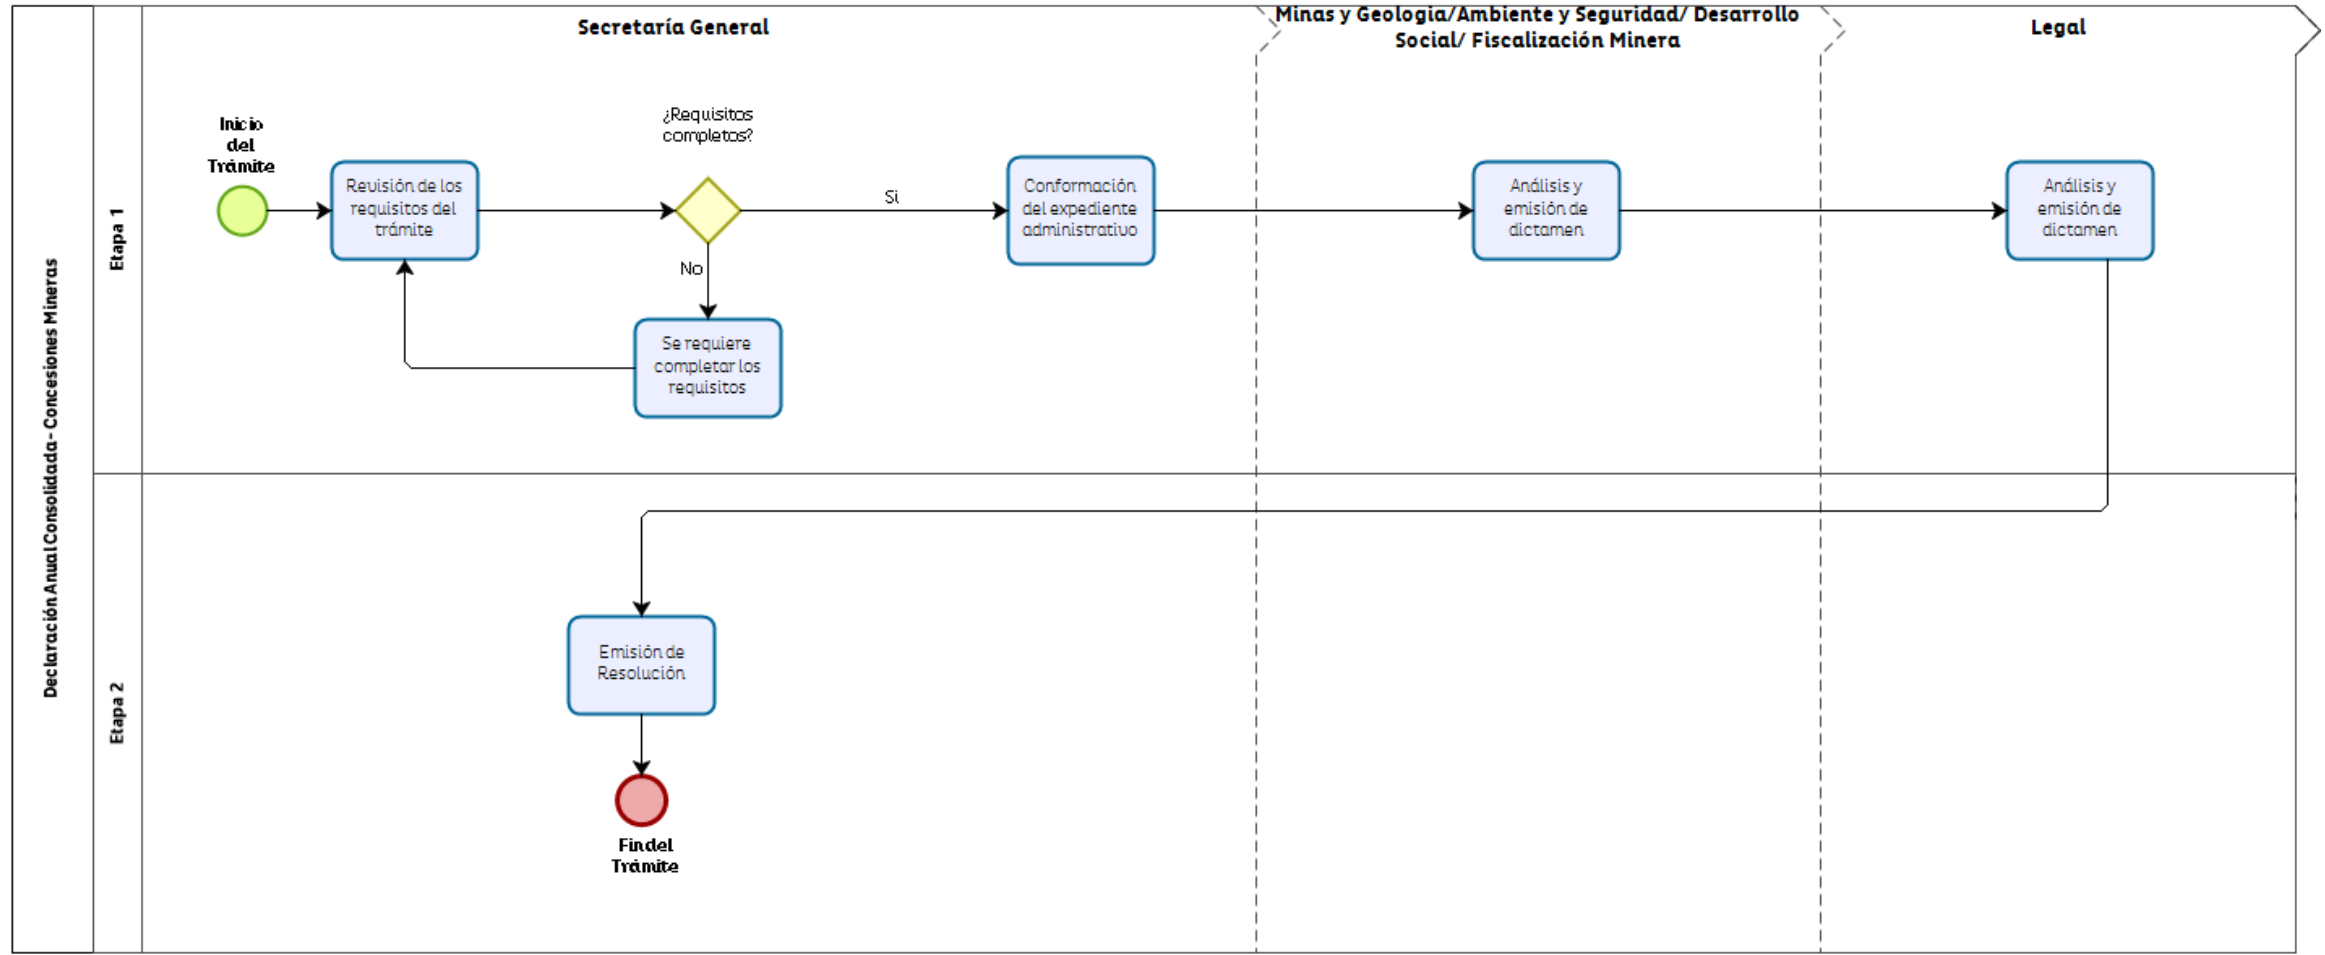 Declaración Anual Consolidada- Concesiones Mineras
Secretaría General
Minas y Geología/Ambiente y Seguridad/ Desarrollo
Social/ Fiscalización Minera
Legal
Etapa 1
Inicio
del
Trámite
Revisión de los
requisitos del
trámite
¿Requisitos
completos?
Si
No
Se requiere
completar los
requisitos
Conformación
del expediente
administrativo
Análisis y
emisión de
dictamen
Análisis y
emisión de
dictamen
Etapa 2
Emisión de
Resolución
Fin del
Trámite